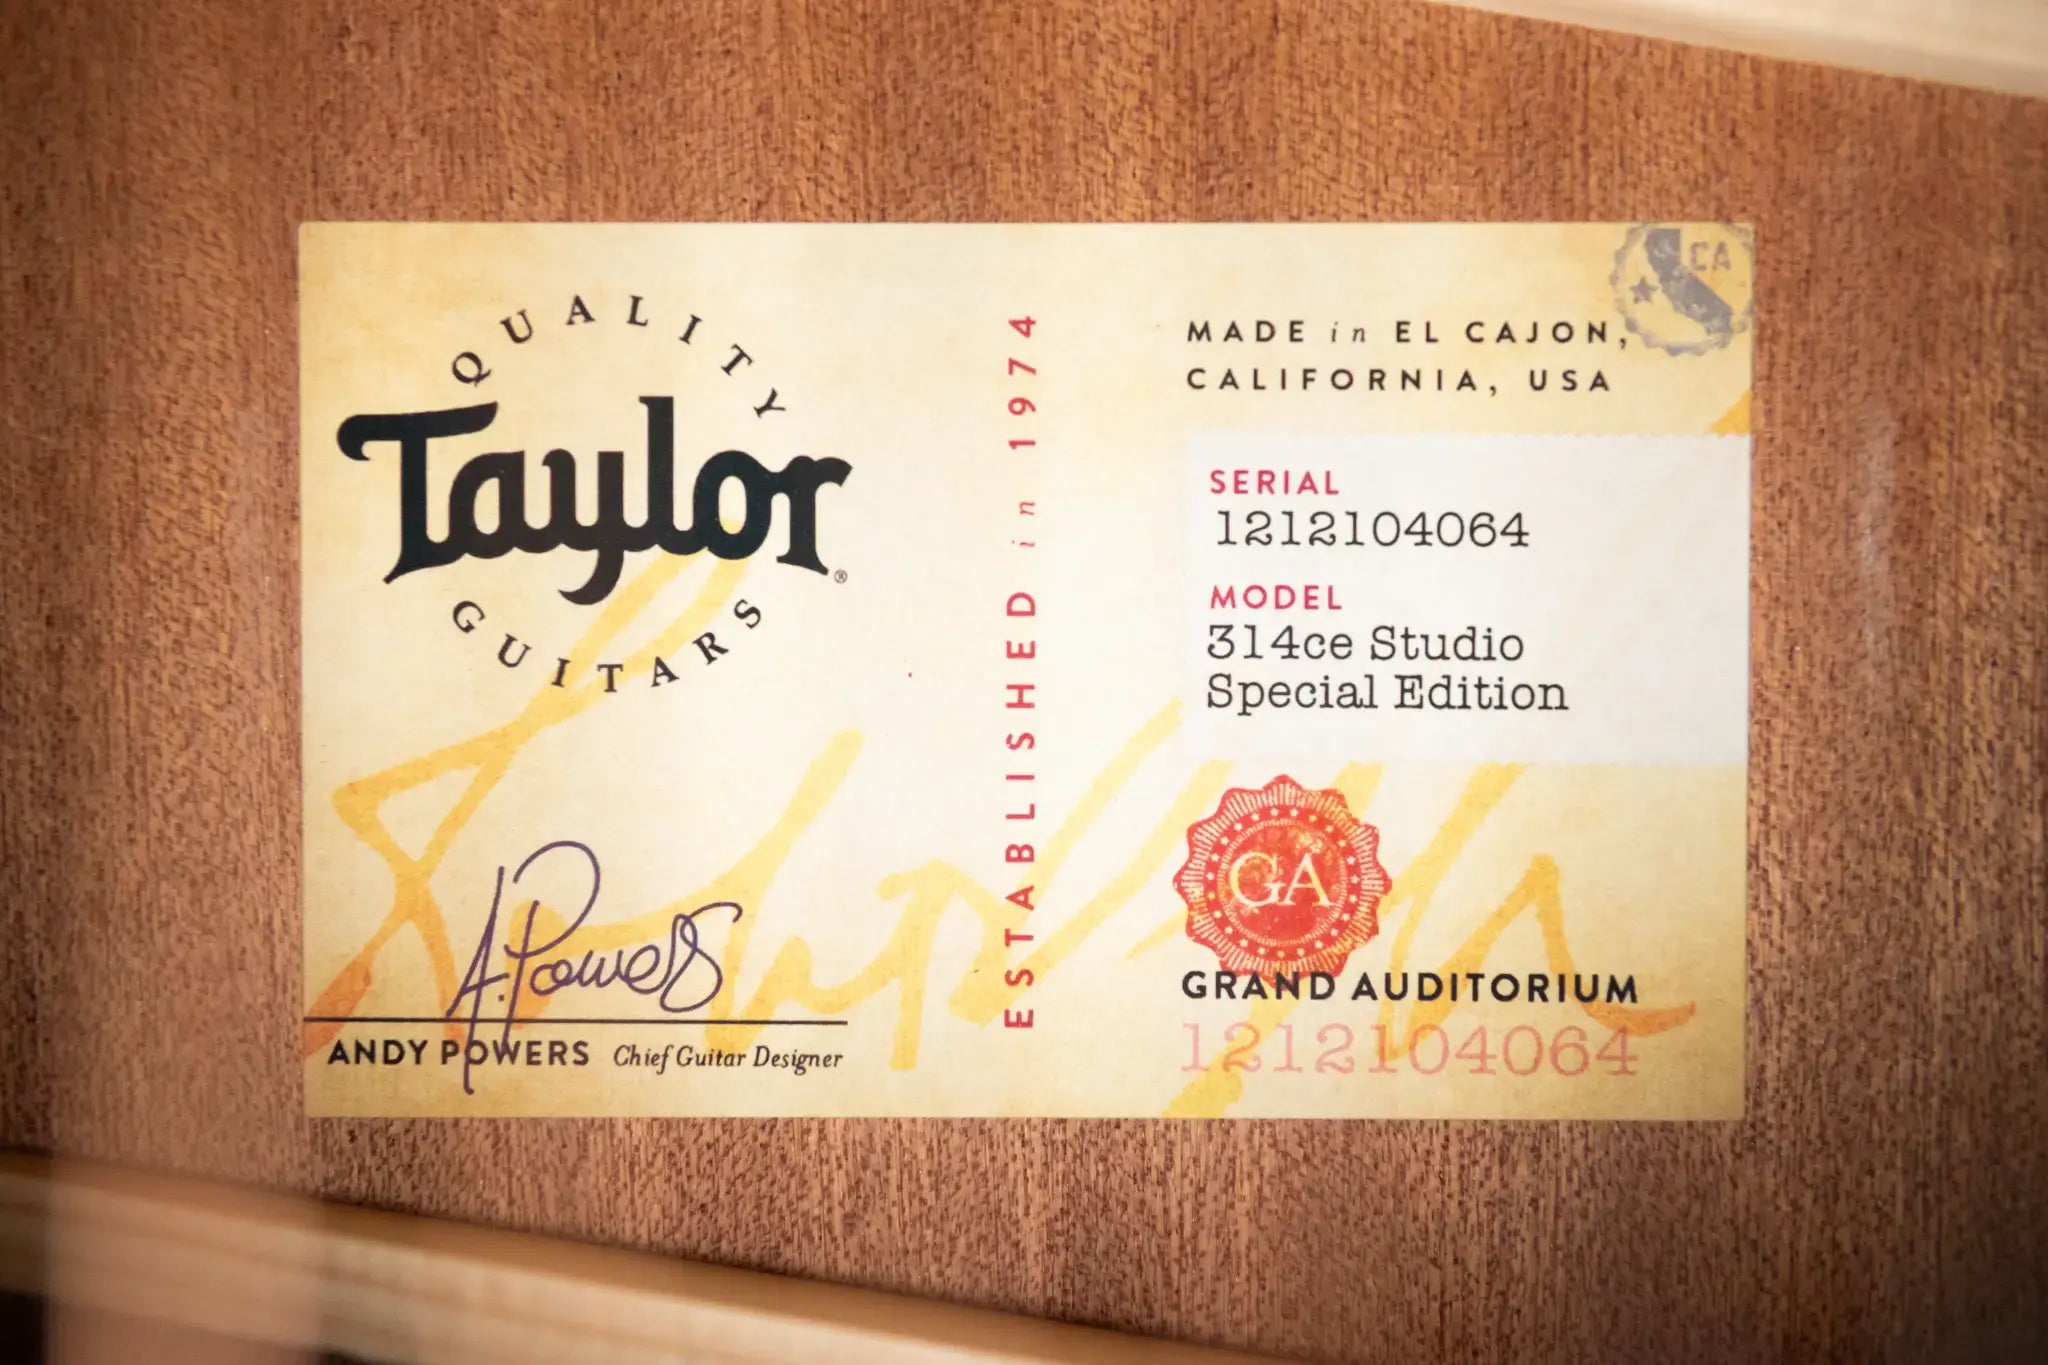 QUALITY
Taylor®
GUITARS
A. Powers
ANDY POWERS Chief Guitar Designer
ESTABLISHED in 1974
CA
MADE in EL CAJON,
CALIFORNIA, USA
SERIAL
1212104064
MODEL
314ce Studio
Special Edition
GA
GRAND AUDITORIUM
1212104064